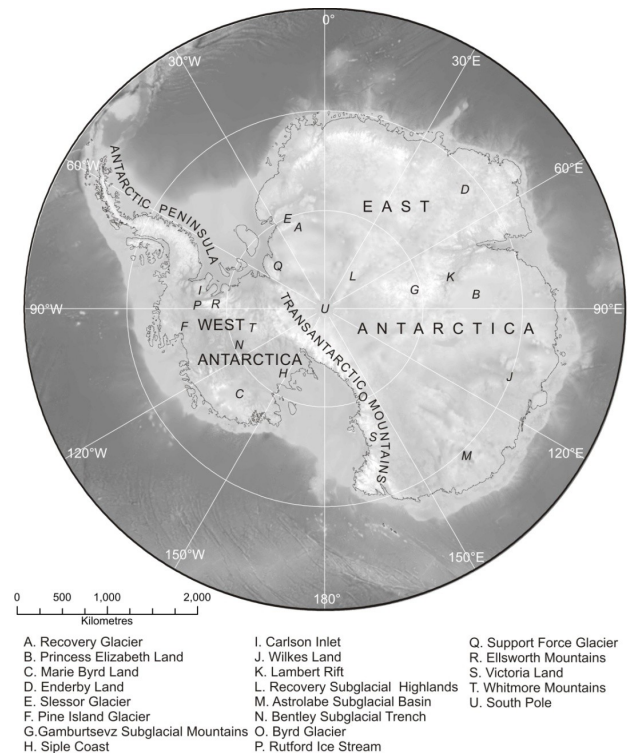 0°
30°W
30°E
60°W
60°E
ANTARCTIC PENINSULA
EAST
D
E
A
Q
L
K
G
B
I
P
R
90°W
U
90°E
F
WEST
T
ANTARCTICA
N
ANTARCTICA
TRANSANTARCTIC MOUNTAINS
H
C
O
J
S
M
120°W
120°E
150°W
150°E
180°
0 500 1,000 2,000
Kilometres
A. Recovery Glacier
B. Princess Elizabeth Land
C. Marie Byrd Land
D. Enderby Land
E. Slessor Glacier
F. Pine Island Glacier
G.Gamburtsevz Subglacial Mountains
H. Siple Coast
I. Carlson Inlet
J. Wilkes Land
K. Lambert Rift
L. Recovery Subglacial Highlands
M. Astrolabe Subglacial Basin
N. Bentley Subglacial Trench
O. Byrd Glacier
P. Rutford Ice Stream
Q. Support Force Glacier
R. Ellsworth Mountains
S. Victoria Land
T. Whitmore Mountains
U. South Pole